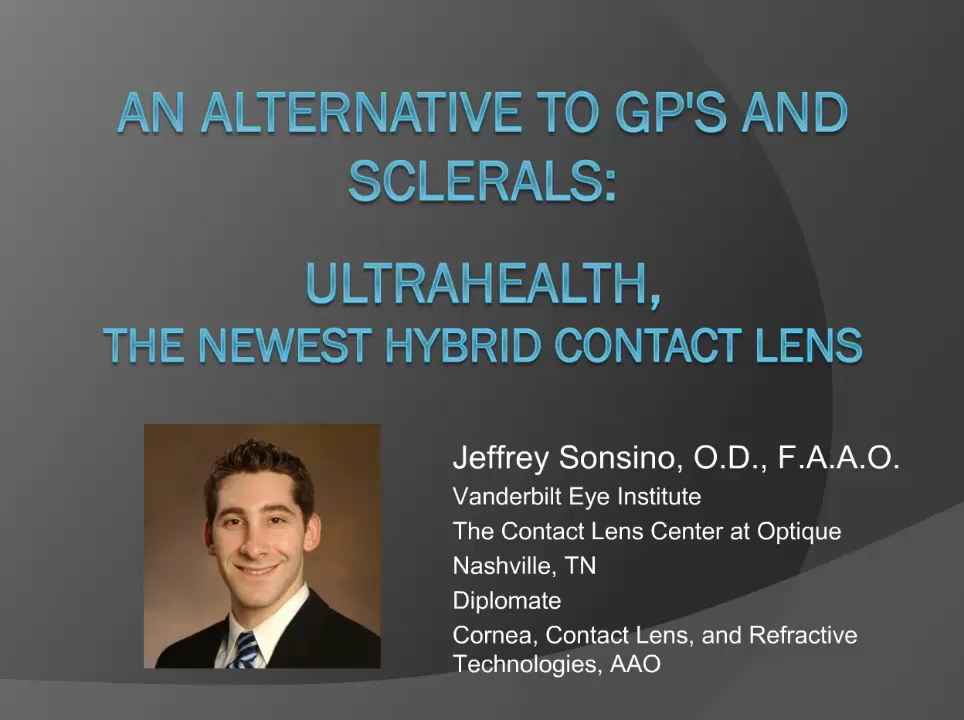 AN ALTERNATIVE TO GP'S AND
SCLERALS:
ULTRAHEALTH,
THE NEWEST HYBRID CONTACT LENS
Jeffrey Sonsino, O.D., F.A.A.O.
Vanderbilt Eye Institute
The Contact Lens Center at Optique
Nashville, TN
Diplomate
Cornea, Contact Lens, and Refractive
Technologies, AAO